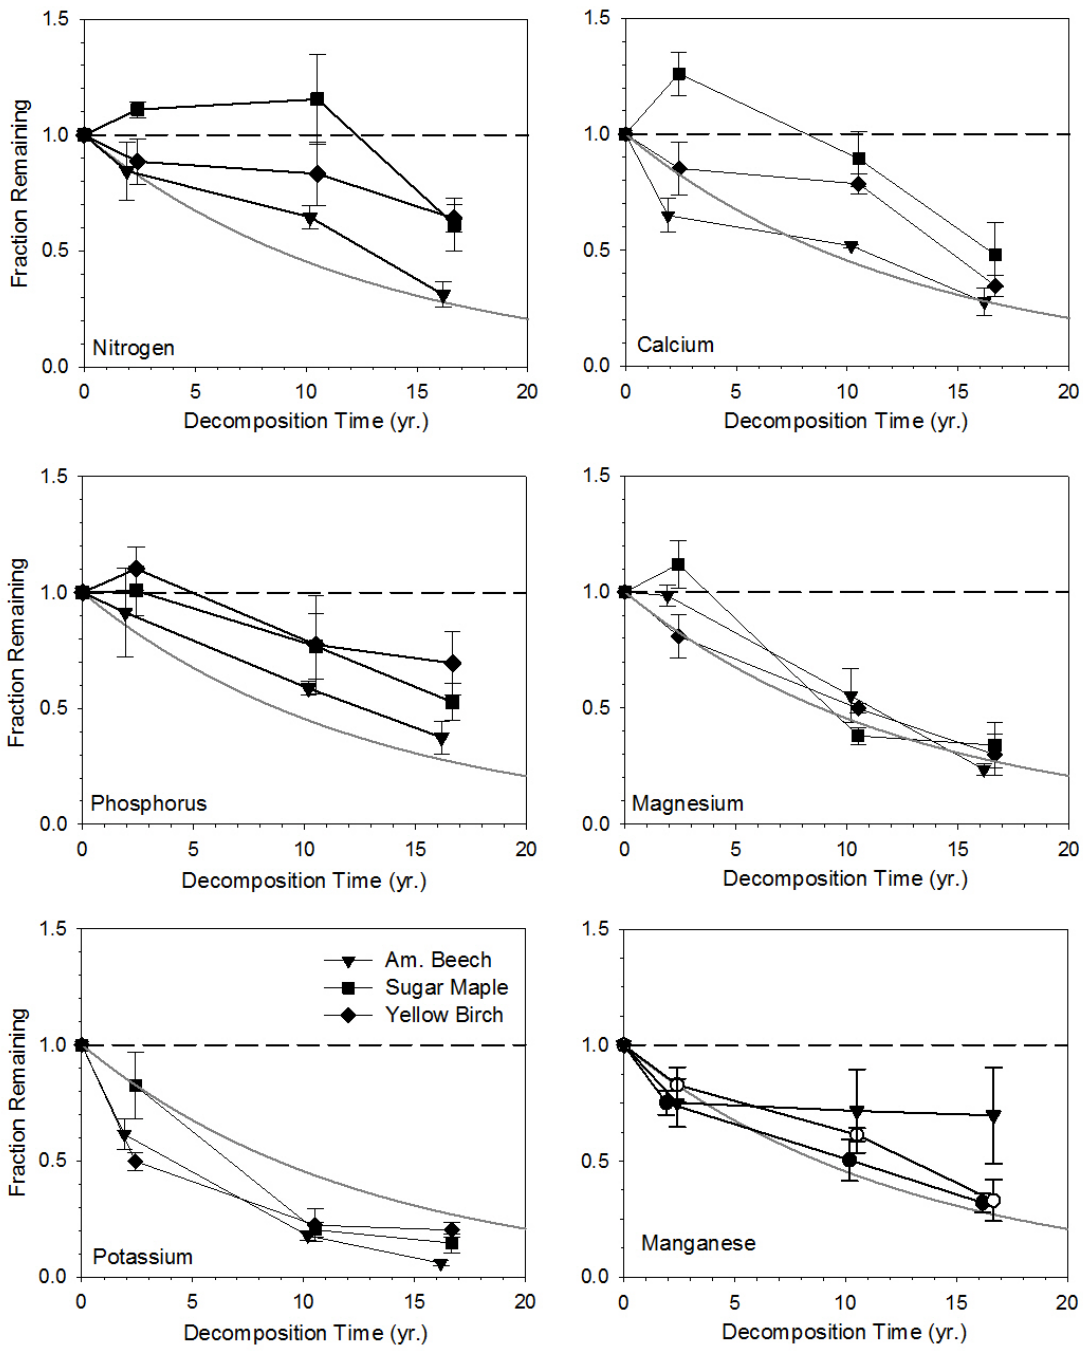 1.5
1.0
0.5
0.0
Fraction Remaining
Nitrogen
0 5 10 15 20
Decomposition Time (yr.)
1.5
1.0
0.5
0.0
Fraction Remaining
Calcium
0 5 10 15 20
Decomposition Time (yr.)
1.5
1.0
0.5
0.0
Fraction Remaining
Phosphorus
0 5 10 15 20
Decomposition Time (yr.)
1.5
1.0
0.5
0.0
Fraction Remaining
Magnesium
0 5 10 15 20
Decomposition Time (yr.)
1.5
1.0
0.5
0.0
Fraction Remaining
Am. Beech
Sugar Maple
Yellow Birch
Potassium
0 5 10 15 20
Decomposition Time (yr.)
1.5
1.0
0.5
0.0
Fraction Remaining
Manganese
0 5 10 15 20
Decomposition Time (yr.)